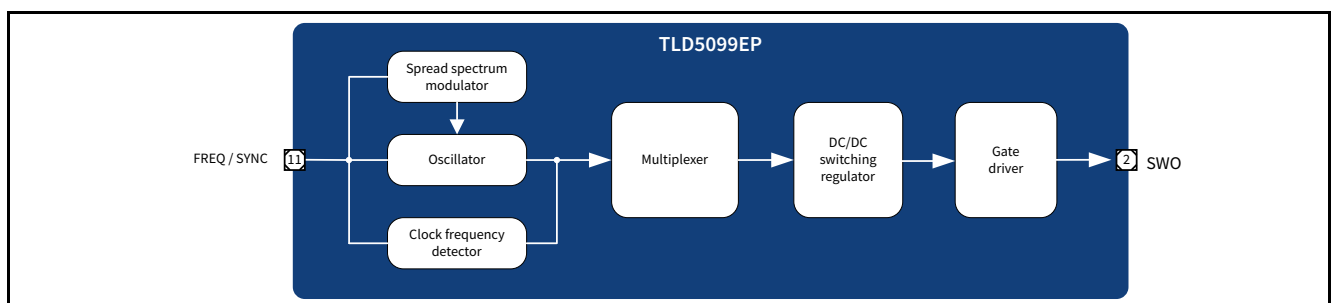 TLD5099EP
Spread spectrum
modulator
FREQ / SYNC
11
Oscillator
Multiplexer
DC/DC
switching
regulator
Gate
driver
2
SWO
Clock frequency
detector